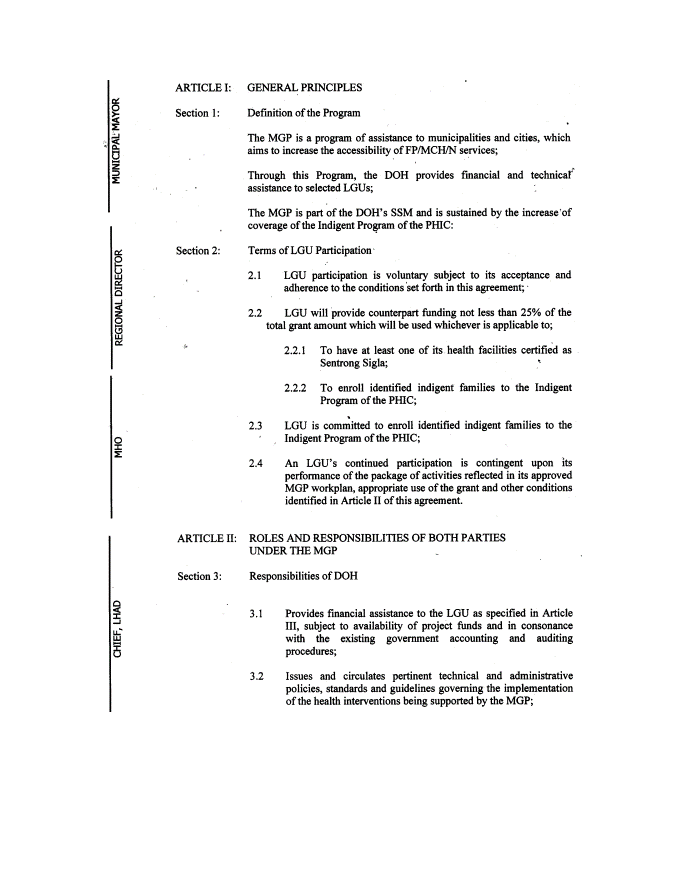 ARTICLE I: GENERAL PRINCIPLES
Section 1: Definition of the Program
The MGP is a program of assistance to municipalities and cities, which
aims to increase the accessibility of FP/MCH/N services;
Through this Program, the DOH provides financial and technical
assistance to selected LGUs;
The MGP is part of the DOH's SSM and is sustained by the increase of
coverage of the Indigent Program of the PHIC:
Section 2: Terms of LGU Participation
2.1 LGU participation is voluntary subject to its acceptance and
adherence to the conditions set forth in this agreement;
2.2 LGU will provide counterpart funding not less than 25% of the
total grant amount which will be used whichever is applicable to;
2.2.1 To have at least one of its health facilities certified as
Sentrong Sigla;
2.2.2 To enroll identified indigent families to the Indigent
Program of the PHIC;
2.3 LGU is committed to enroll identified indigent families to the
Indigent Program of the PHIC;
2.4 An LGU's continued participation is contingent upon its
performance of the package of activities reflected in its approved
MGP workplan, appropriate use of the grant and other conditions
identified in Article II of this agreement.
ARTICLE II: ROLES AND RESPONSIBILITIES OF BOTH PARTIES
UNDER THE MGP
Section 3: Responsibilities of DOH
3.1 Provides financial assistance to the LGU as specified in Article
III, subject to availability of project funds and in consonance
with the existing government accounting and auditing
procedures;
3.2 Issues and circulates pertinent technical and administrative
policies, standards and guidelines governing the implementation
of the health interventions being supported by the MGP;
MUNICIPAL MAYOR
REGIONAL DIRECTOR
MHO
CHIEF, LHAD